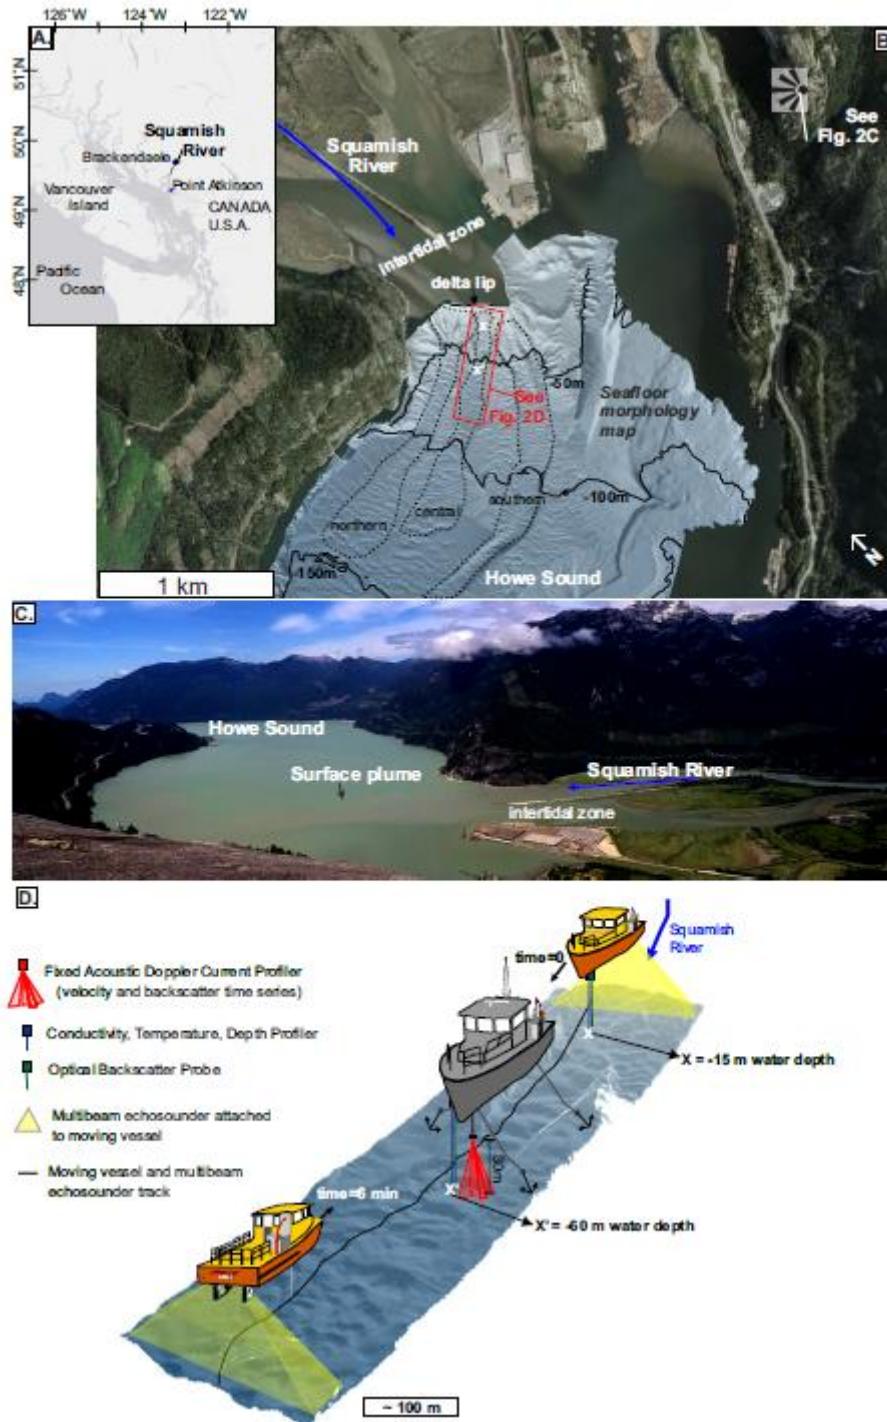 126°W 124°W 122°W
A.
51°N
50°N
49°N
48°N
Squamish
River
Brackendale
Point Atkinson
Vancouver
Island
CANADA
U.S.A.
Pacific
Ocean
B.
Squamish
River
intertidal zone
delta lip
X
X'
See
Fig. 2C
See
Fig. 2D
-50m
Seafloor
morphology
map
-100m
southern
central
northern
-150m
1 km
Howe Sound
N
C.
Howe Sound
Surface plume
Squamish River
intertidal zone
D.
Fixed Acoustic Doppler Current Profiler
(velocity and backscatter time series)
Conductivity, Temperature, Depth Profiler
Optical Backscatter Probe
Multibeam echosounder attached
to moving vessel
Moving vessel and multibeam
echosounder track
Squamish
River
time=0
X
X = -15 m water depth
X'
X' = -60 m water depth
time=6 min
~ 100 m